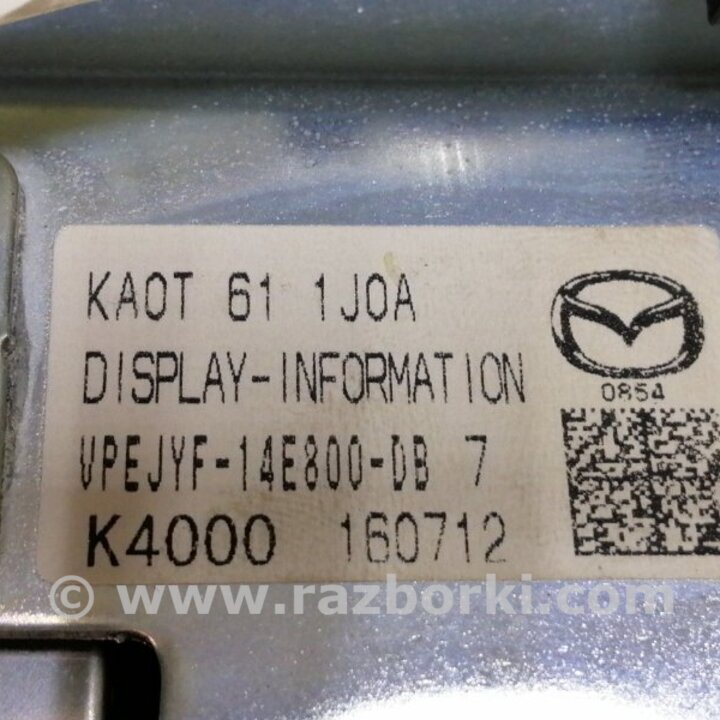 KA0T 61 1J0A
DISPLAY-INFORMATION
0854
VPEJYF-14E800-DB 7
K4000 160712
© www.razborki.com